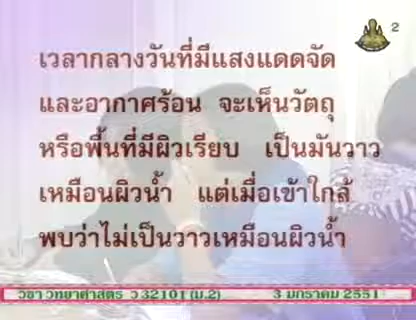 2
เวลากลางวันที่มีแสงแดดจัด
และอากาศร้อน จะเห็นวัตถุ
หรือพื้นที่มีผิวเรียบ เป็นมันวาว
เหมือนผิวน้ำ แต่เมื่อเข้าใกล้
พบว่าไม่เป็นวาวเหมือนผิวน้ำ
วิชา วิทยาศาสตร์ ว 32101 (ม.2) 3 มกราคม 2551